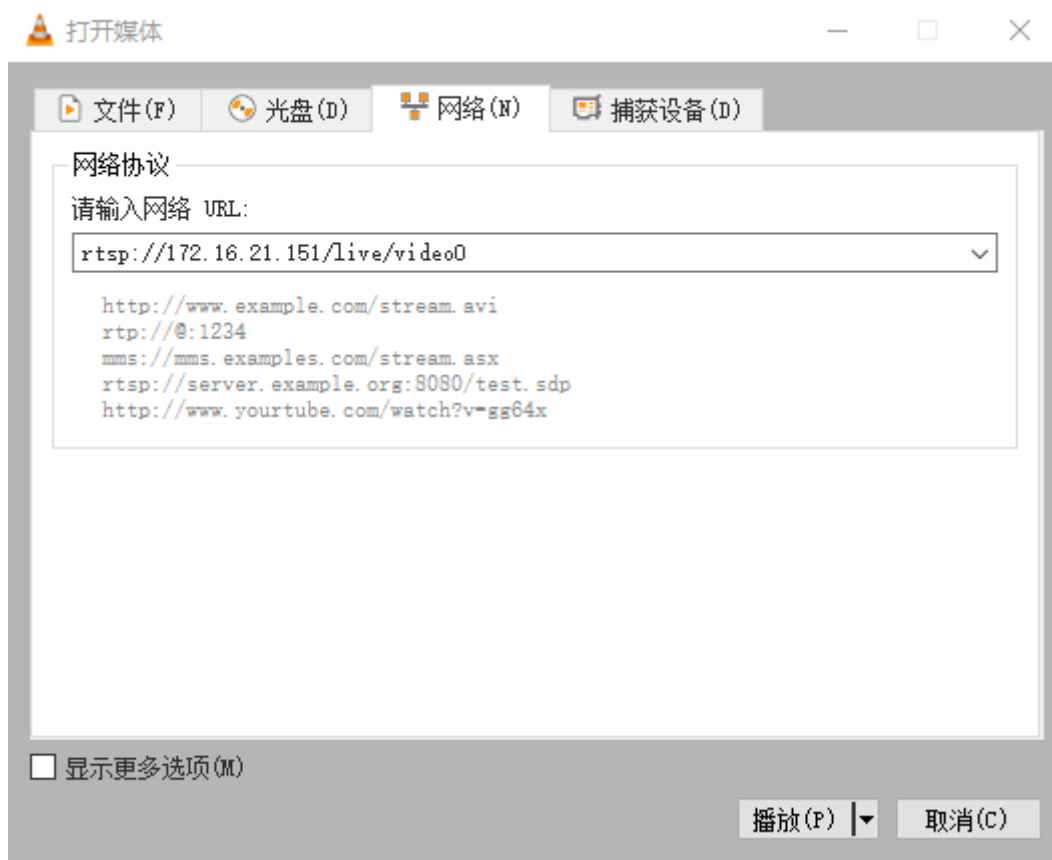 打开媒体
文件(F) 光盘(D) 网络(N) 捕获设备(D)
网络协议
请输入网络 URL:
rtsp://172.16.21.151/live/video0
http://www.example.com/stream.avi
rtp://@:1234
mms://mms.examples.com/stream.asx
rtsp://server.example.org:8080/test.sdp
http://www.yourtube.com/watch?v=gg64x
显示更多选项(M)
播放(P) 取消(C)